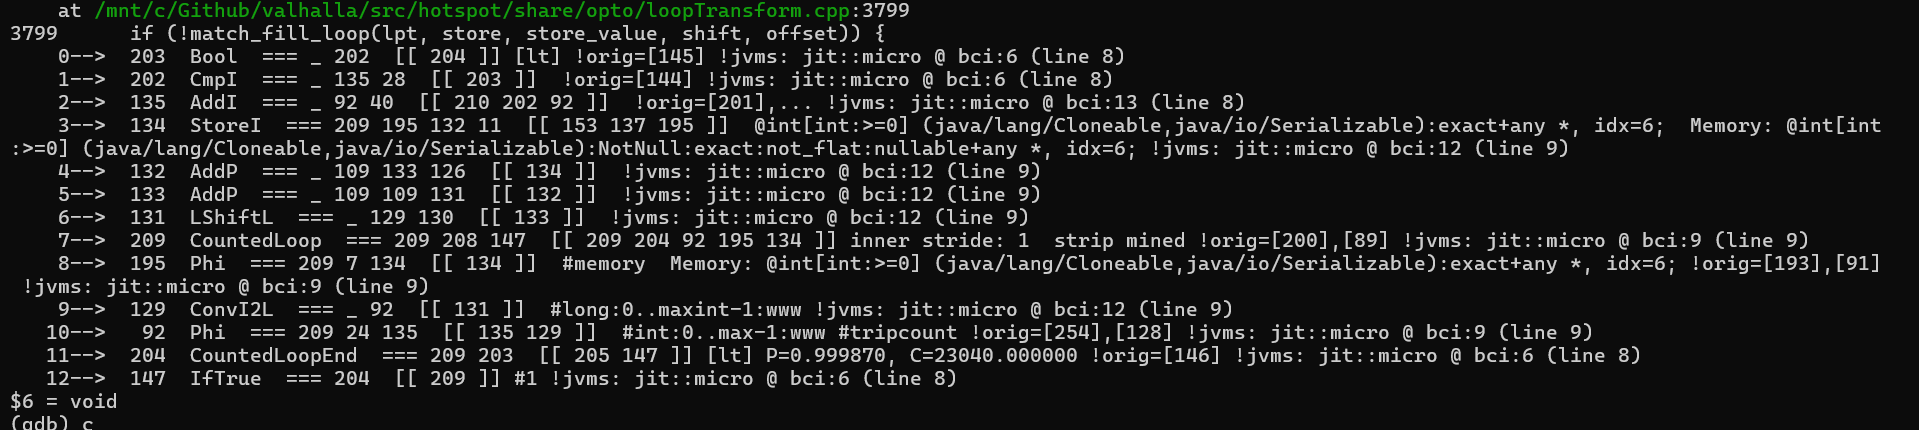 at /mnt/c/Github/valhalla/src/hotspot/share/opto/loopTransform.cpp:3799
3799      if (!match_fill_loop(lpt, store, store_value, shift, offset)) {
0-->  203  Bool  === _ 202  [[ 204 ]] [lt] !orig=[145] !jvms: jit::micro @ bci:6 (line 8)
1-->  202  CmpI  === _ 135 28  [[ 203 ]]  !orig=[144] !jvms: jit::micro @ bci:6 (line 8)
2-->  135  AddI  === _ 92 40  [[ 210 202 92 ]]  !orig=[201],... !jvms: jit::micro @ bci:13 (line 8)
3-->  134  StoreI  === 209 195 132 11  [[ 153 137 195 ]]  @int[int:>=0] (java/lang/Cloneable,java/io/Serializable):exact+any *, idx=6;  Memory: @int[int
:>=0] (java/lang/Cloneable,java/io/Serializable):NotNull:exact:not_flat:nullable+any *, idx=6; !jvms: jit::micro @ bci:12 (line 9)
4-->  132  AddP  === _ 109 133 126  [[ 134 ]]  !jvms: jit::micro @ bci:12 (line 9)
5-->  133  AddP  === _ 109 109 131  [[ 132 ]]  !jvms: jit::micro @ bci:12 (line 9)
6-->  131  LShiftL  === _ 129 130  [[ 133 ]]  !jvms: jit::micro @ bci:12 (line 9)
7-->  209  CountedLoop  === 209 208 147  [[ 209 204 92 195 134 ]] inner stride: 1  strip mined !orig=[200],[89] !jvms: jit::micro @ bci:9 (line 9)
8-->  195  Phi  === 209 7 134  [[ 134 ]]  #memory  Memory: @int[int:>=0] (java/lang/Cloneable,java/io/Serializable):exact+any *, idx=6; !orig=[193],[91]
!jvms: jit::micro @ bci:9 (line 9)
9-->  129  ConvI2L  === _ 92  [[ 131 ]]  #long:0..maxint-1:www !jvms: jit::micro @ bci:12 (line 9)
10-->   92  Phi  === 209 24 135  [[ 135 129 ]]  #int:0..max-1:www #tripcount !orig=[254],[128] !jvms: jit::micro @ bci:9 (line 9)
11-->  204  CountedLoopEnd  === 209 203  [[ 205 147 ]] [lt] P=0.999870, C=23040.000000 !orig=[146] !jvms: jit::micro @ bci:6 (line 8)
12-->  147  IfTrue  === 204  [[ 209 ]] #1 !jvms: jit::micro @ bci:6 (line 8)
$6 = void
(gdb) c